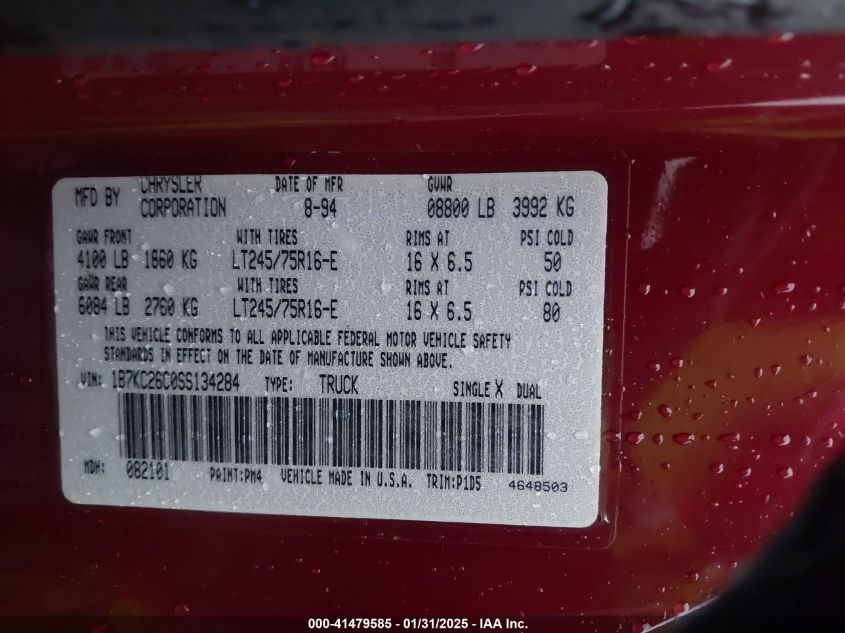 MFD BY CHRYSLER CORPORATION DATE OF MFR 8-94 GVWR 08800 LB 3992 KG
GAWR FRONT WITH TIRES RIMS AT PSI COLD
4100 LB 1860 KG LT245/75R16-E 16 X 6.5 50
GAWR REAR WITH TIRES RIMS AT PSI COLD
6084 LB 2760 KG LT245/75R16-E 16 X 6.5 80
THIS VEHICLE CONFORMS TO ALL APPLICABLE FEDERAL MOTOR VEHICLE SAFETY
STANDARDS IN EFFECT ON THE DATE OF MANUFACTURE SHOWN ABOVE.
VIN: 1B7KC26C0SS134284 TYPE: TRUCK SINGLE X DUAL
MDH: 082101 PAINT:PM4 VEHICLE MADE IN U.S.A. TRIM:P1D5 4648503
000-41479585 - 01/31/2025 - IAA Inc.